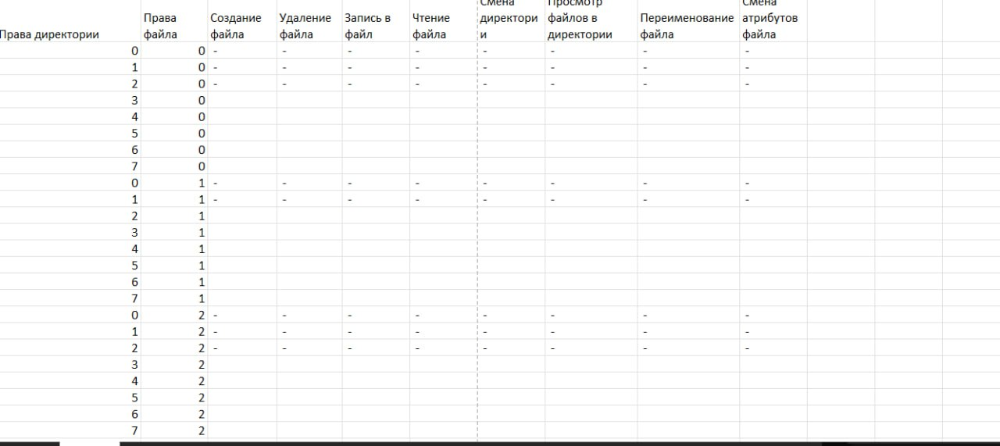 Права директории	Права файла	Создание файла	Удаление файла	Запись в файл	Чтение файла	Смена директории	Просмотр файлов в директории	Переименование файла	Смена атрибутов файла
0	0	-	-	-	-	-	-	-	-
1	0	-	-	-	-	-	-	-	-
2	0	-	-	-	-	-	-	-	-
3	0
4	0
5	0
6	0
7	0
0	1	-	-	-	-	-	-	-	-
1	1	-	-	-	-	-	-	-	-
2	1
3	1
4	1
5	1
6	1
7	1
0	2	-	-	-	-	-	-	-	-
1	2	-	-	-	-	-	-	-	-
2	2	-	-	-	-	-	-	-	-
3	2
4	2
5	2
6	2
7	2